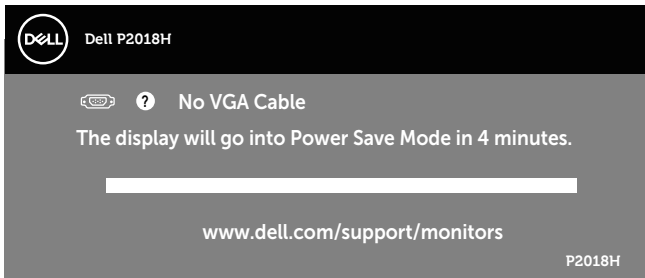 DELL
Dell P2018H
? No VGA Cable
The display will go into Power Save Mode in 4 minutes.
www.dell.com/support/monitors
P2018H